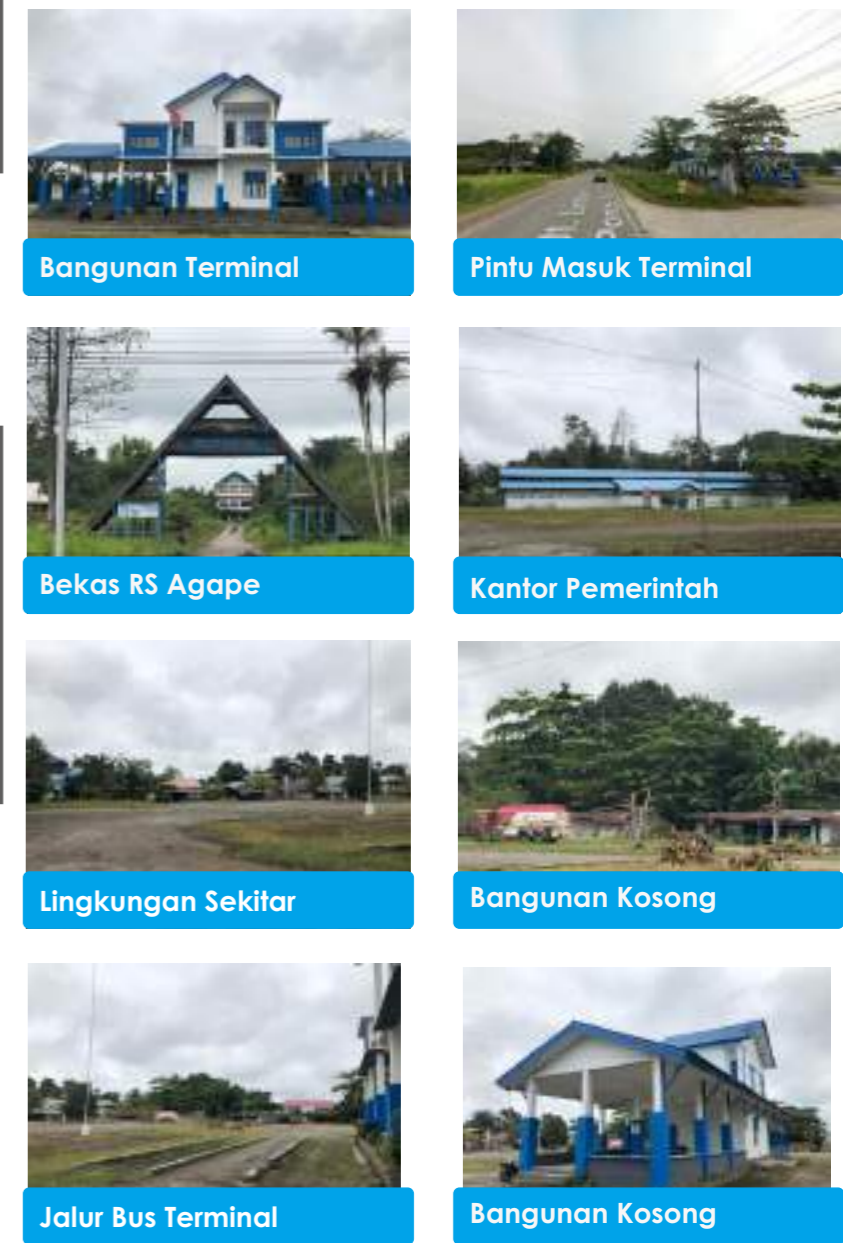 Bangunan Terminal
Pintu Masuk Terminal
Bekas RS Agape
Kantor Pemerintah
Lingkungan Sekitar
Bangunan Kosong
Jalur Bus Terminal
Bangunan Kosong